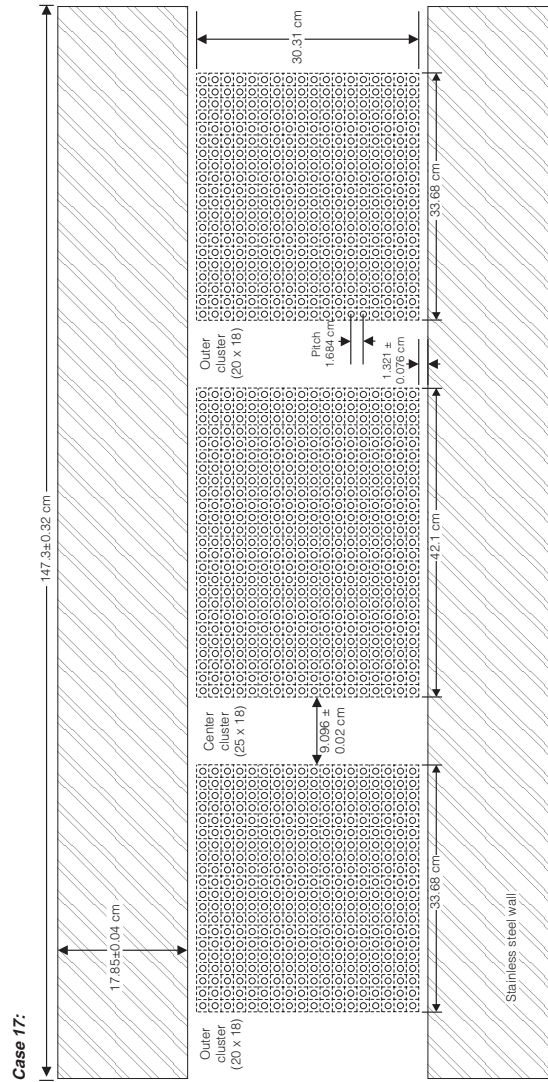 Case 17:
147.3±0.32 cm
17.85±0.04 cm
30.31 cm
Outer
cluster
(20 x 18)
Center
cluster
(25 x 18)
Outer
cluster
(20 x 18)
9.096 ±
0.02 cm
Pitch
1.684 cm
1.321 ±
0.076 cm
33.68 cm
42.1 cm
33.68 cm
Stainless steel wall